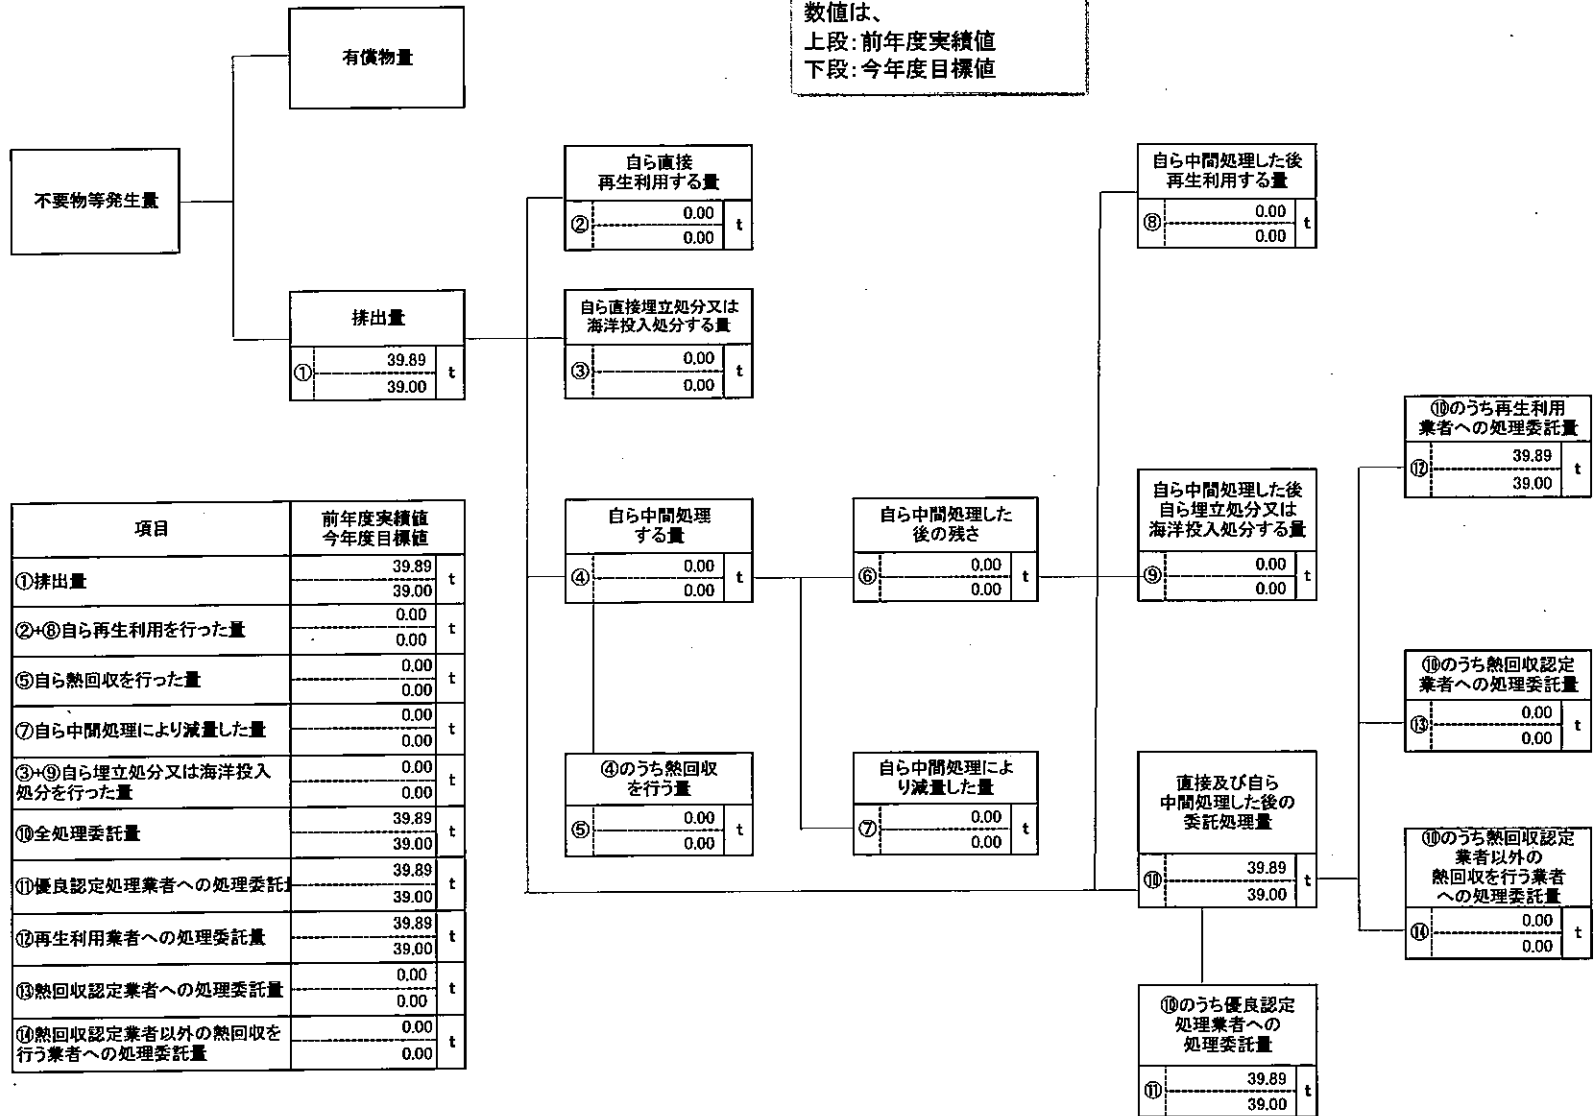 数値は、
上段:前年度実績値
下段:今年度目標値
有償物量
不要物等発生量
排出量
① 39.89 t
39.00
自ら直接
再生利用する量
② 0.00 t
0.00
自ら直接埋立処分又は
海洋投入処分する量
③ 0.00 t
0.00
自ら中間処理
する量
④ 0.00 t
0.00
④のうち熱回収
を行う量
⑤ 0.00 t
0.00
自ら中間処理した
後の残さ
⑥ 0.00 t
0.00
自ら中間処理によ
り減量した量
⑦ 0.00 t
0.00
自ら中間処理した後
再生利用する量
⑧ 0.00 t
0.00
自ら中間処理した後
自ら埋立処分又は
海洋投入処分する量
⑨ 0.00 t
0.00
直接及び自ら
中間処理した後の
委託処理量
⑩ 39.89 t
39.00
⑩のうち優良認定
処理業者への
処理委託量
⑪ 39.89 t
39.00
⑩のうち再生利用
業者への処理委託量
⑫ 39.89 t
39.00
⑩のうち熱回収認定
業者への処理委託量
⑬ 0.00 t
0.00
⑩のうち熱回収認定
業者以外の
熱回収を行う業者
への処理委託量
⑭ 0.00 t
0.00
項目
前年度実績値
今年度目標値
①排出量 39.89 t
39.00
②+⑧自ら再生利用を行った量 0.00 t
0.00
⑤自ら熱回収を行った量 0.00 t
0.00
⑦自ら中間処理により減量した量 0.00 t
0.00
③+⑨自ら埋立処分又は海洋投入
処分を行った量 0.00 t
0.00
⑩全処理委託量 39.89 t
39.00
⑪優良認定処理業者への処理委託 39.89 t
39.00
⑫再生利用業者への処理委託量 39.89 t
39.00
⑬熱回収認定業者への処理委託量 0.00 t
0.00
⑭熱回収認定業者以外の熱回収を
行う業者への処理委託量 0.00 t
0.00